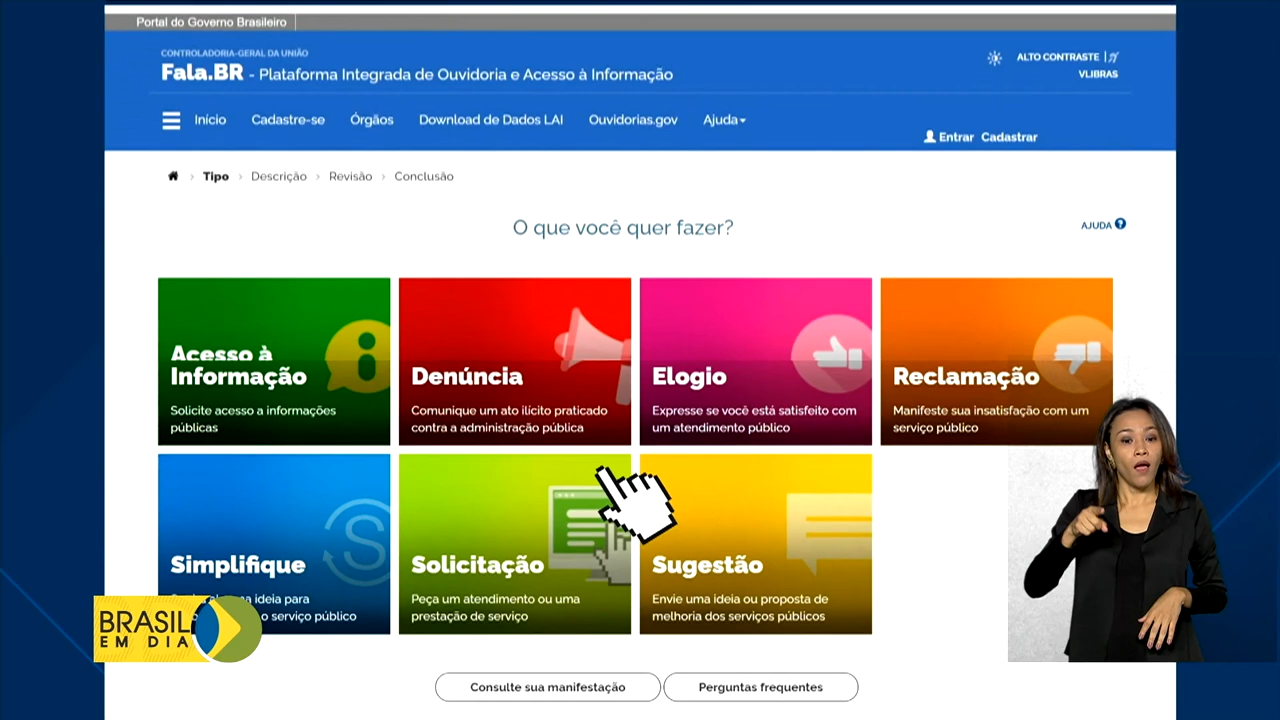 Portal do Governo Brasileiro
CONTROLADORIA-GERAL DA UNIÃO
Fala.BR - Plataforma Integrada de Ouvidoria e Acesso à Informação
ALTO CONTRASTE
VLIBRAS
Início Cadastre-se Órgãos Download de Dados LAI Ouvidorias.gov Ajuda
Entrar Cadastrar
Tipo Descrição Revisão Conclusão
O que você quer fazer?
AJUDA
Acesso à
Informação
Solicite acesso a informações
públicas
Denúncia
Comunique um ato ilícito praticado
contra a administração pública
Elogio
Expresse se você está satisfeito com
um atendimento público
Reclamação
Manifeste sua insatisfação com um
serviço público
Simplifique
ideia para
o serviço público
Solicitação
Peça um atendimento ou uma
prestação de serviço
Sugestão
Envie uma ideia ou proposta de
melhoria dos serviços públicos
BRASIL
EM DIA
Consulte sua manifestação
Perguntas frequentes